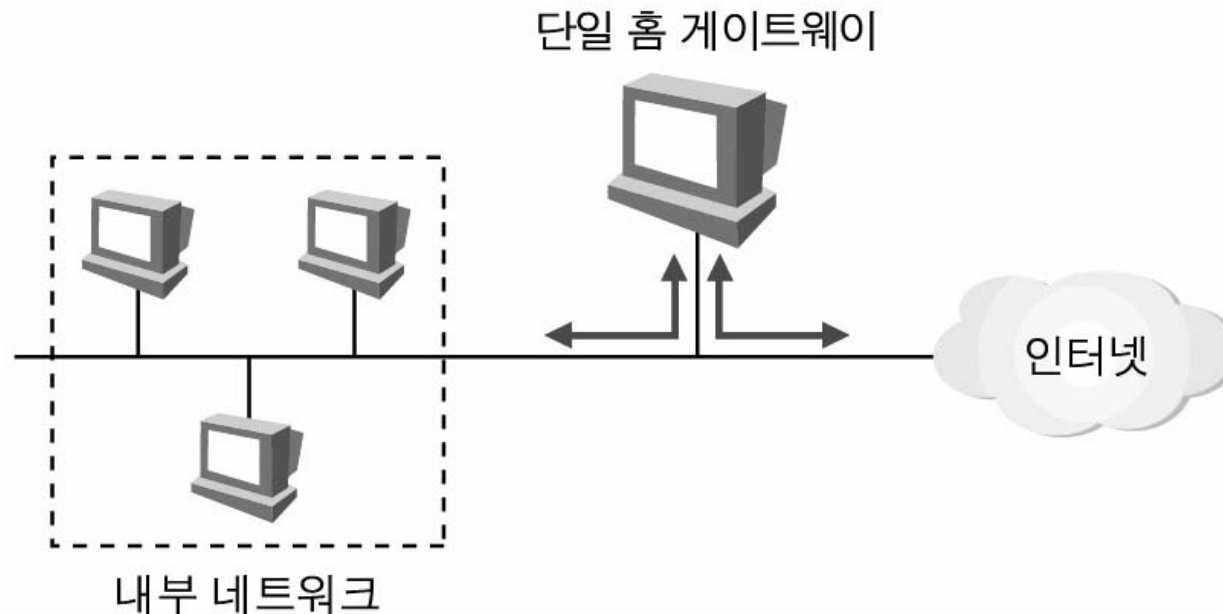 단일 홈 게이트웨이
인터넷
내부 네트워크